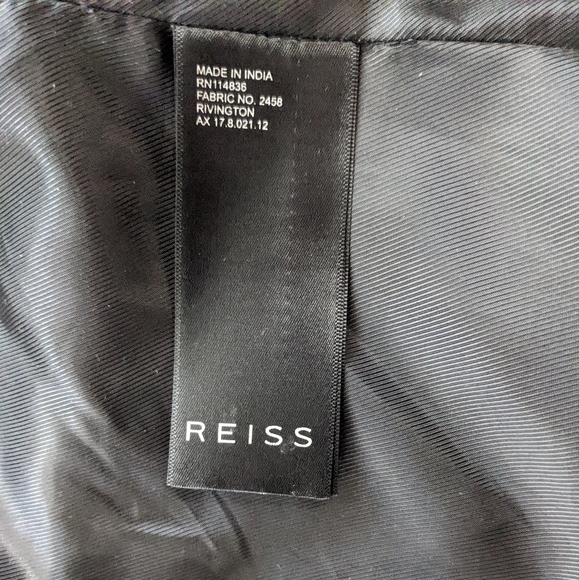 MADE IN INDIA
RN114836
FABRIC NO. 2458
RIVINGTON
AX 17.8.021.12
REISS